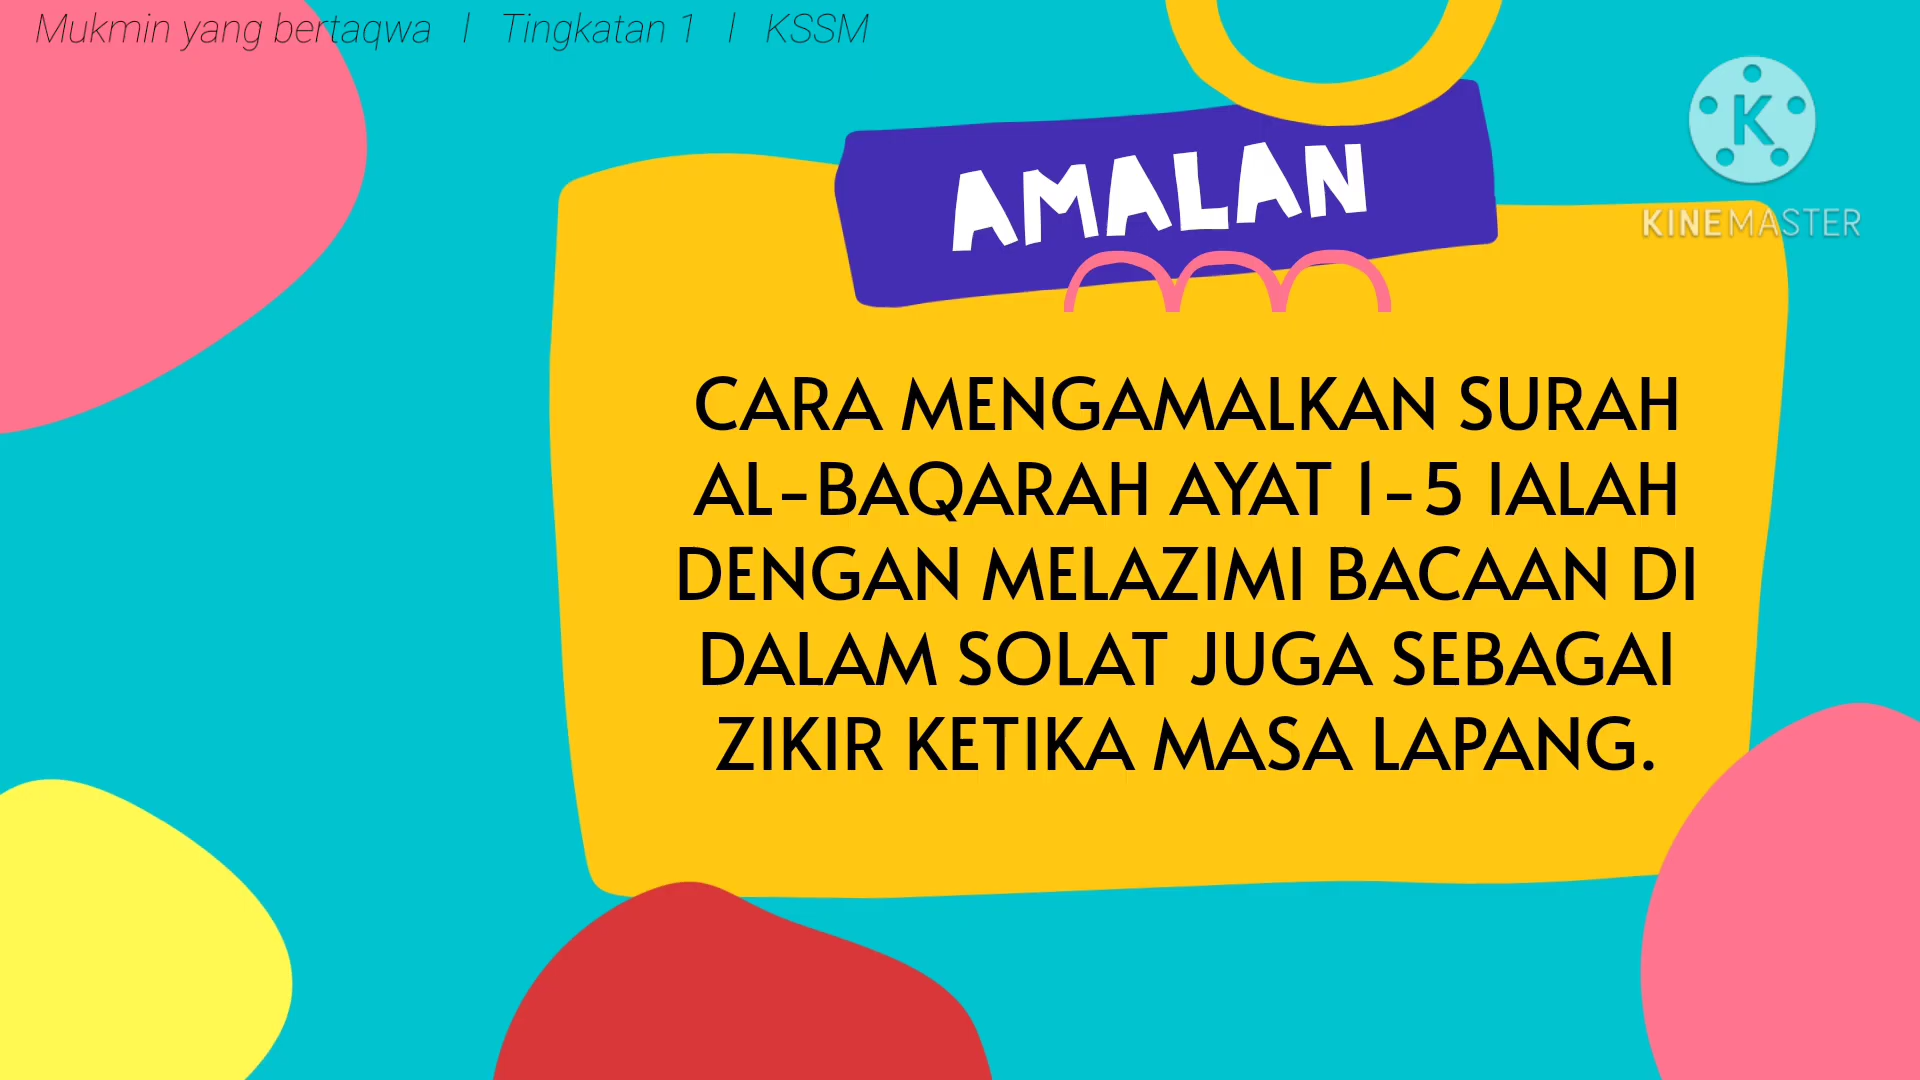 Mukmin yang bertaqwa l Tingkatan 1 l KSSM
AMALAN
K
KINEMASTER
CARA MENGAMALKAN SURAH
AL-BAQARAH AYAT 1-5 IALAH
DENGAN MELAZIMI BACAAN DI
DALAM SOLAT JUGA SEBAGAI
ZIKIR KETIKA MASA LAPANG.